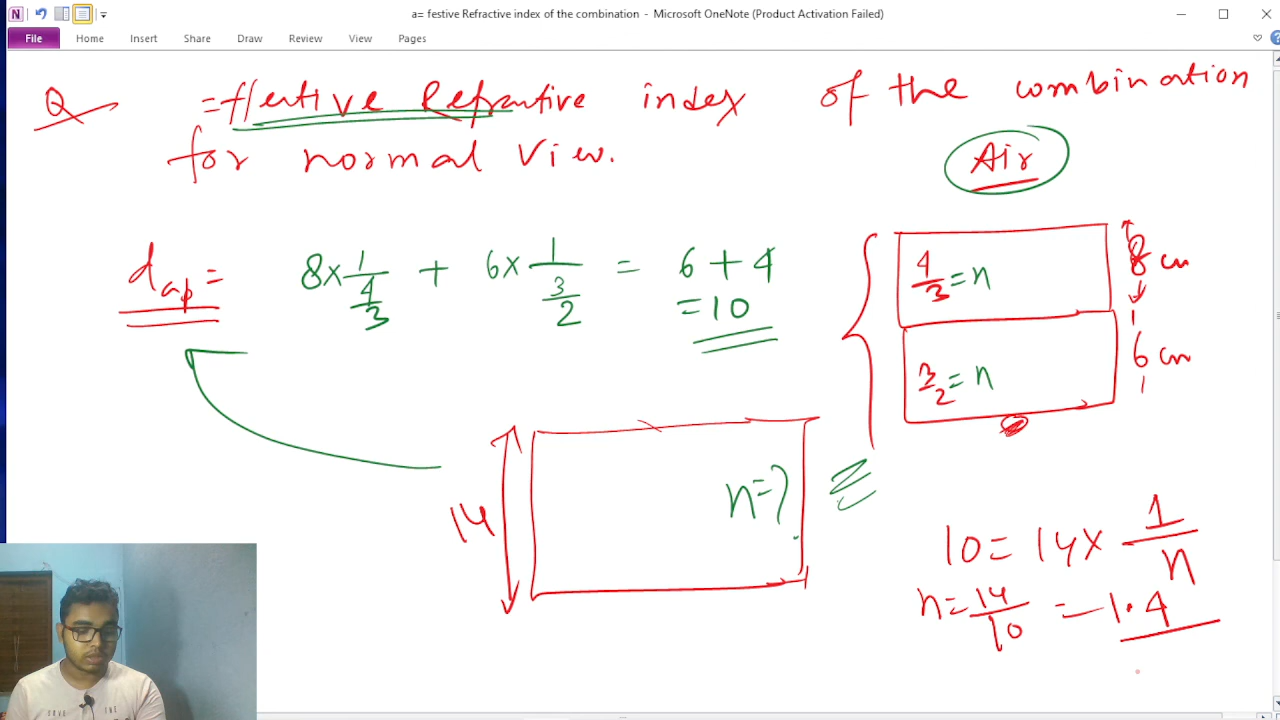 a= festive Refractive index of the combination - Microsoft OneNote (Product Activation Failed)
File Home Insert Share Draw Review View Pages
Q =ffective Refractive index of the combination
for normal view.
Air
d_ap = 8 × 1/(4/3) + 6 × 1/(3/2) = 6 + 4
= 10
4/3 = n
8 cm
3/2 = n
6 cm
14
n = ?
10 = 14 × 1/n
n = 14/10 = 1.4